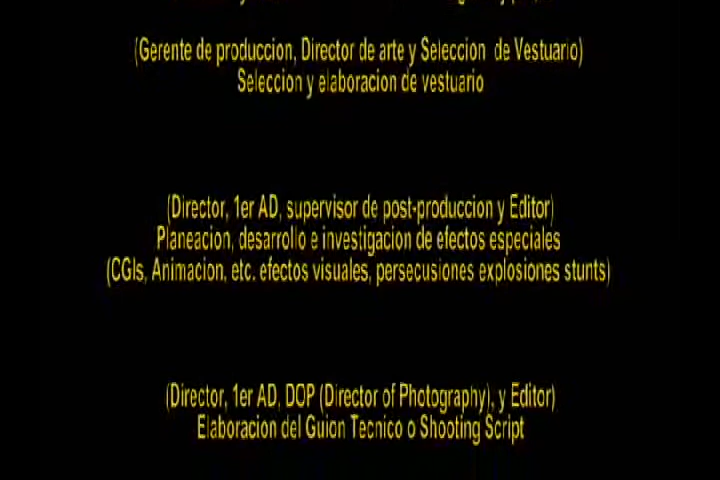 (Gerente de produccion, Director de arte y Seleccion de Vestuario)
Seleccion y elaboracion de vestuario
(Director, 1er AD, supervisor de post-produccion y Editor)
Planeacion, desarrollo e investigacion de efectos especiales
(CGIs, Animacion, etc. efectos visuales, persecusiones explosiones stunts)
(Director, 1er AD, DOP (Director of Photography), y Editor)
Elaboracion del Guion Tecnico o Shooting Script